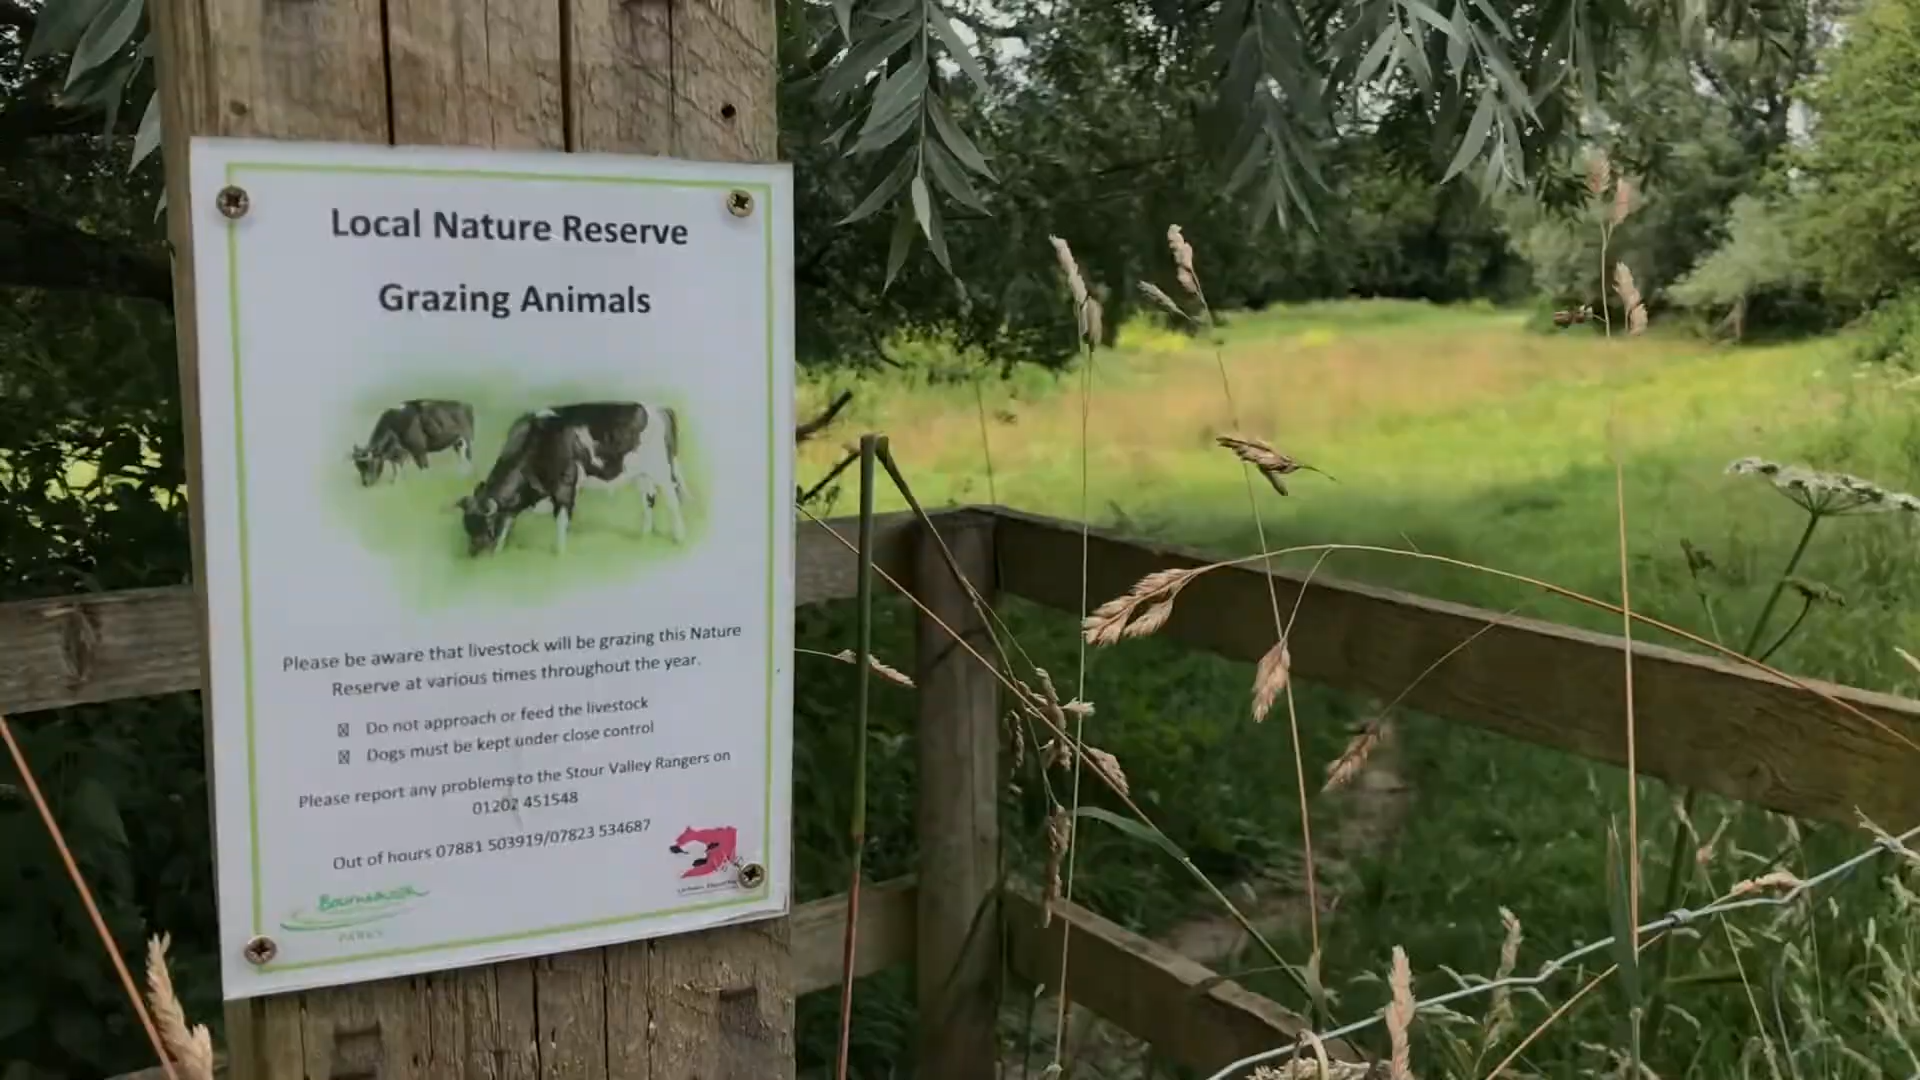 Local Nature Reserve
Grazing Animals
Please be aware that livestock will be grazing this Nature
Reserve at various times throughout the year.
Do not approach or feed the livestock
Dogs must be kept under close control
Please report any problems to the Stour Valley Rangers on
01202 451548
Out of hours 07881 503919/07823 534687
Bournemouth
PARKS